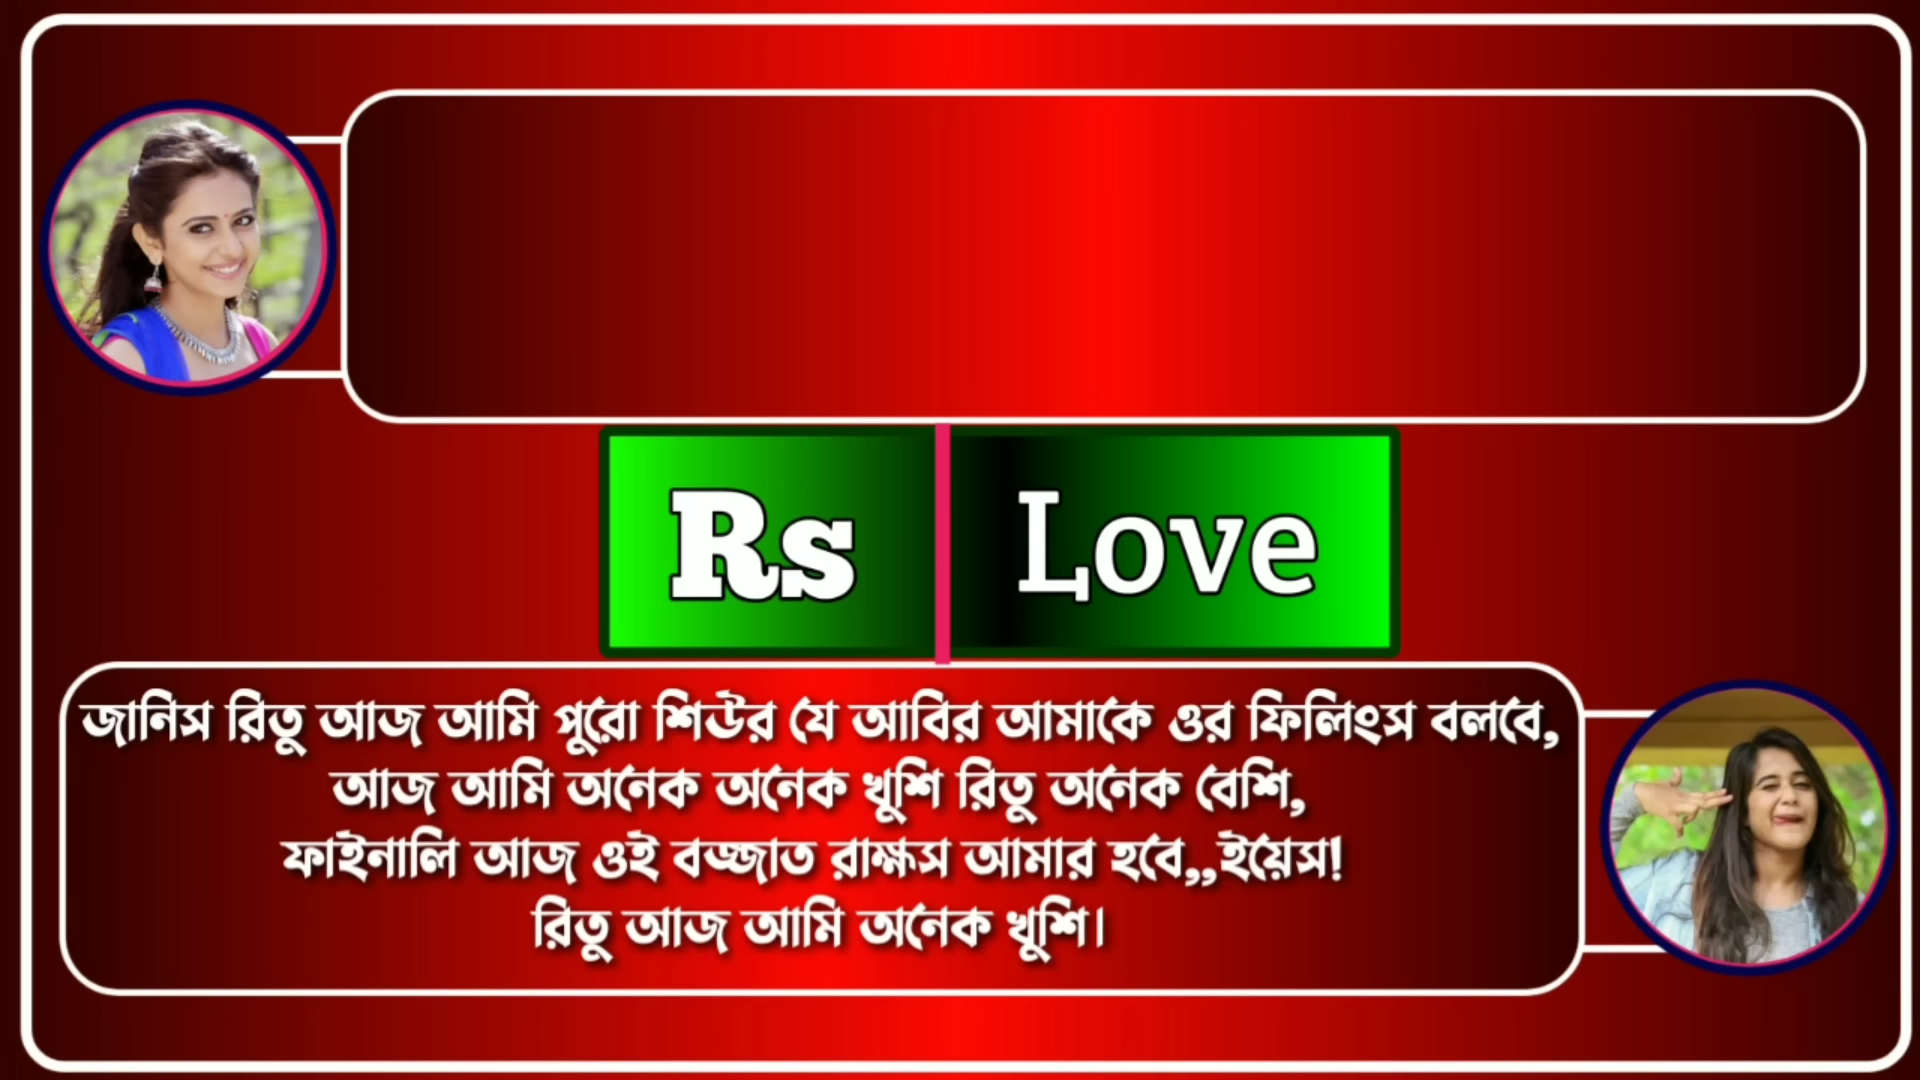 Rs Love
জানিস রিতু আজ আমি পুরো শিউর যে আবির আমাকে ওর ফিলিংস বলবে,
আজ আমি অনেক অনেক খুশি রিতু অনেক বেশি,
ফাইনালি আজ ওই বজ্জাত রাক্ষস আমার হবে,,ইয়েস!
রিতু আজ আমি অনেক খুশি।